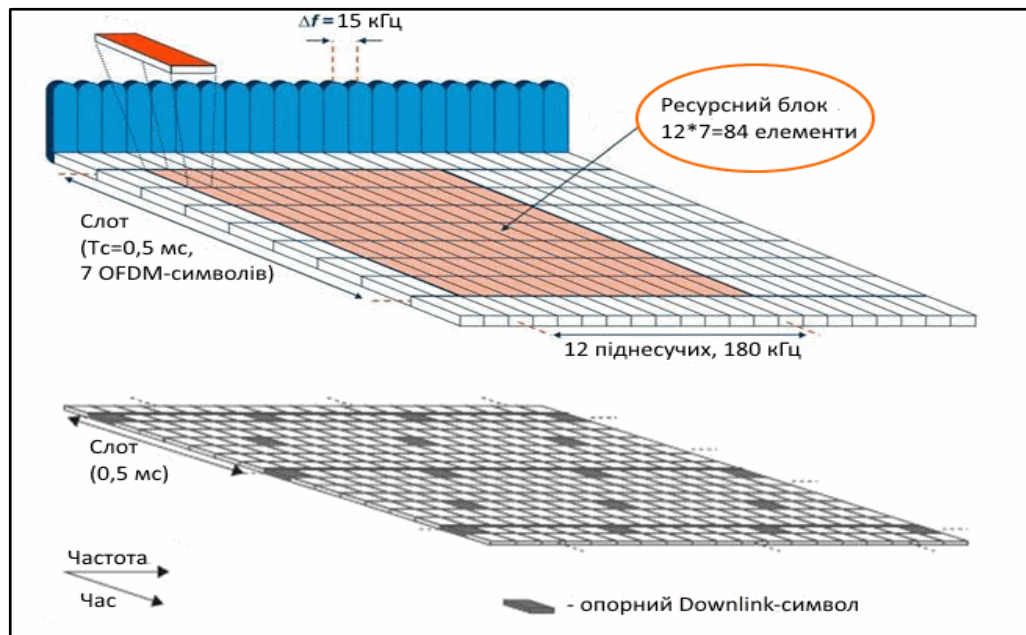 Δf = 15 кГц
Ресурсний блок
12*7=84 елементи
Слот
(Тс=0,5 мс,
7 OFDM-символів)
12 піднесучих, 180 кГц
Слот
(0,5 мс)
Частота
Час
- опорний Downlink-символ